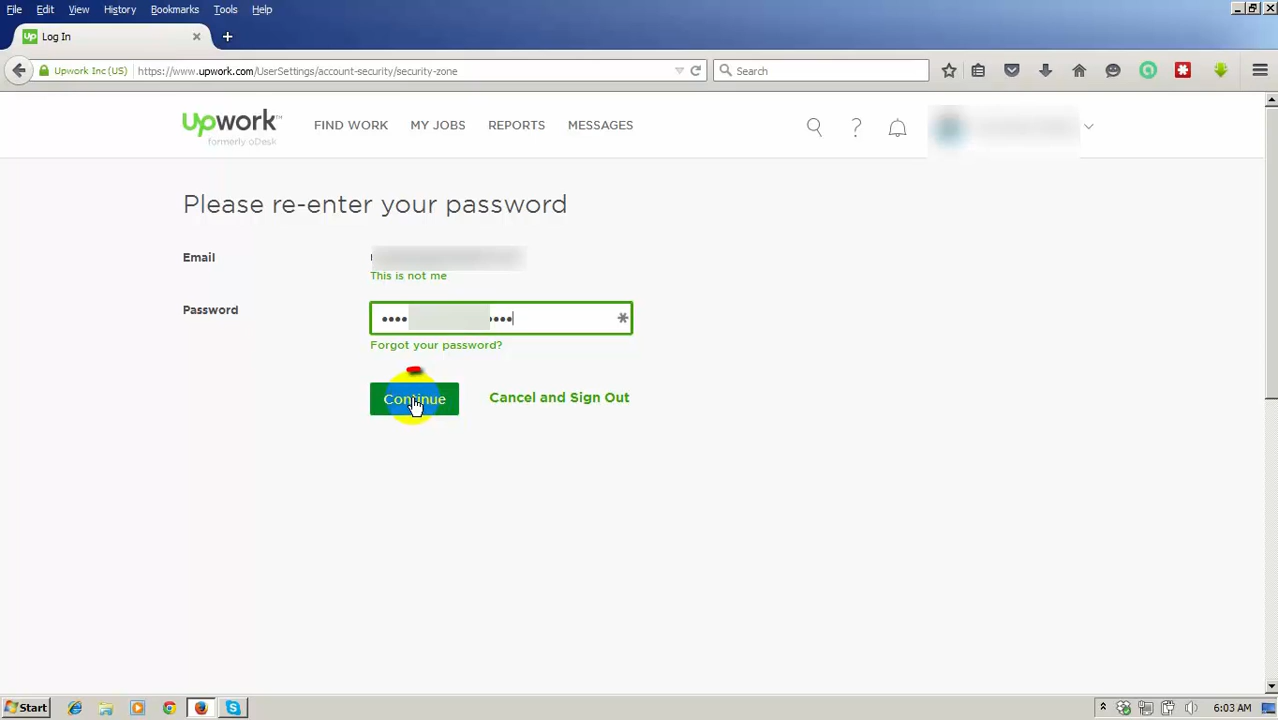 File Edit View History Bookmarks Tools Help
Up Log In
Upwork Inc (US) https://www.upwork.com/UserSettings/account-security/security-zone Search
Upwork™ FIND WORK MY JOBS REPORTS MESSAGES
formerly oDesk
Please re-enter your password
Email
This is not me
Password
Forgot your password?
Continue Cancel and Sign Out
Start 6:03 AM